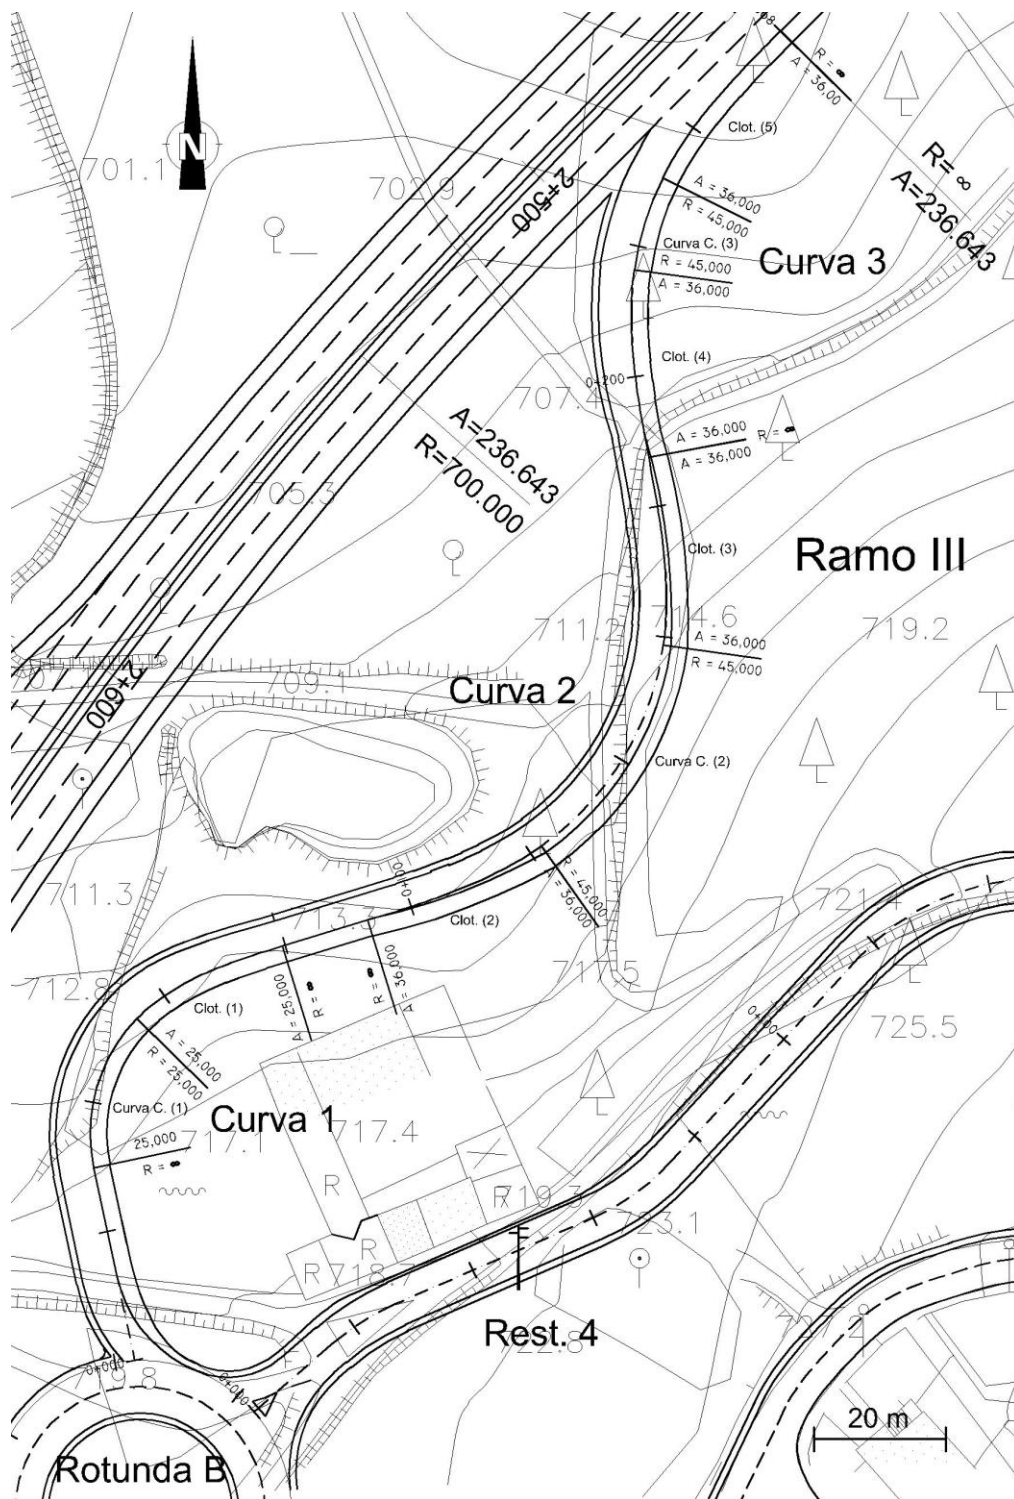 R = ∞
A = 36,00
N
701.1
702.9
2+500
Clot. (5)
R= ∞
A=236.643
A = 36,000
R = 45,000
Curva C. (3)
R = 45,000
A = 36,000
Curva 3
Clot. (4)
0+200
707.4
A = 36,000
R = ∞
A = 36,000
A=236.643
R=700.000
705.3
Clot. (3)
Ramo III
711.2
714.6
719.2
A = 36,000
R = 45,000
709.1
2+600
Curva 2
Curva C. (2)
R = 45,000
= 36,000
711.3
713.3
Clot. (2)
721.4
717.5
712.8
Clot. (1)
A = 25,000
R = ∞
R = ∞
A = 36,000
725.5
A = 25,000
R = 25,000
Curva C. (1)
Curva 1
717.1
717.4
25,000
R = ∞
R
R
719.3
723.1
R
R
718.7
Rest. 4
722.8
0+000
0+000
20 m
Rotunda B